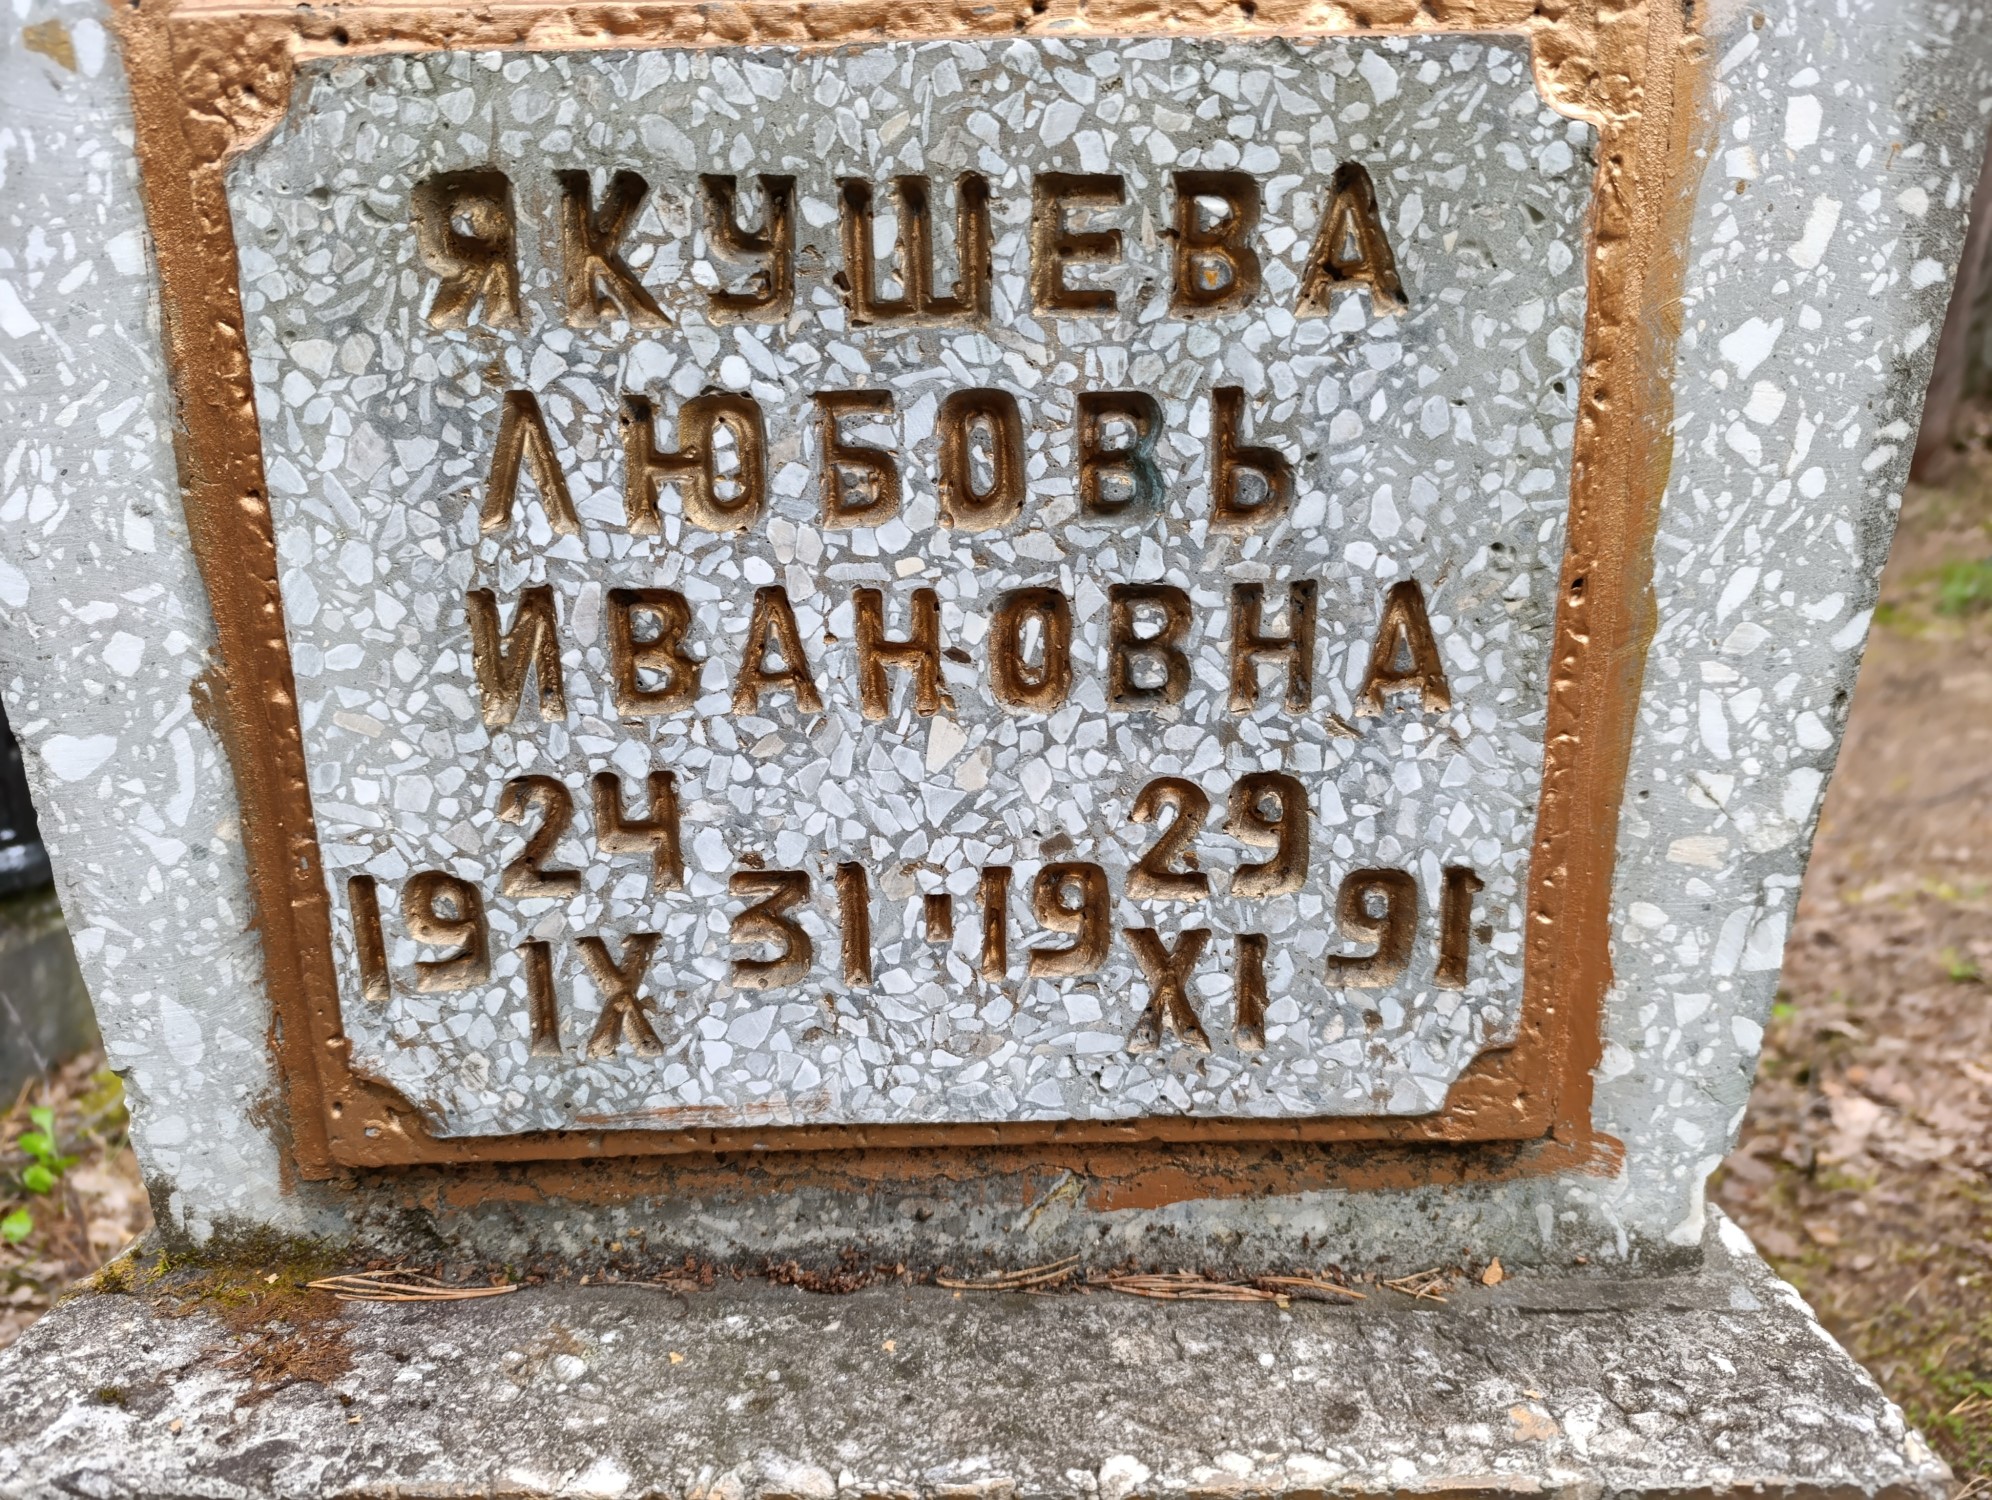 ЯКУШЕВА
ЛЮБОВЬ
ИВАНОВНА
19 24/IX 31-19 29/XI 91